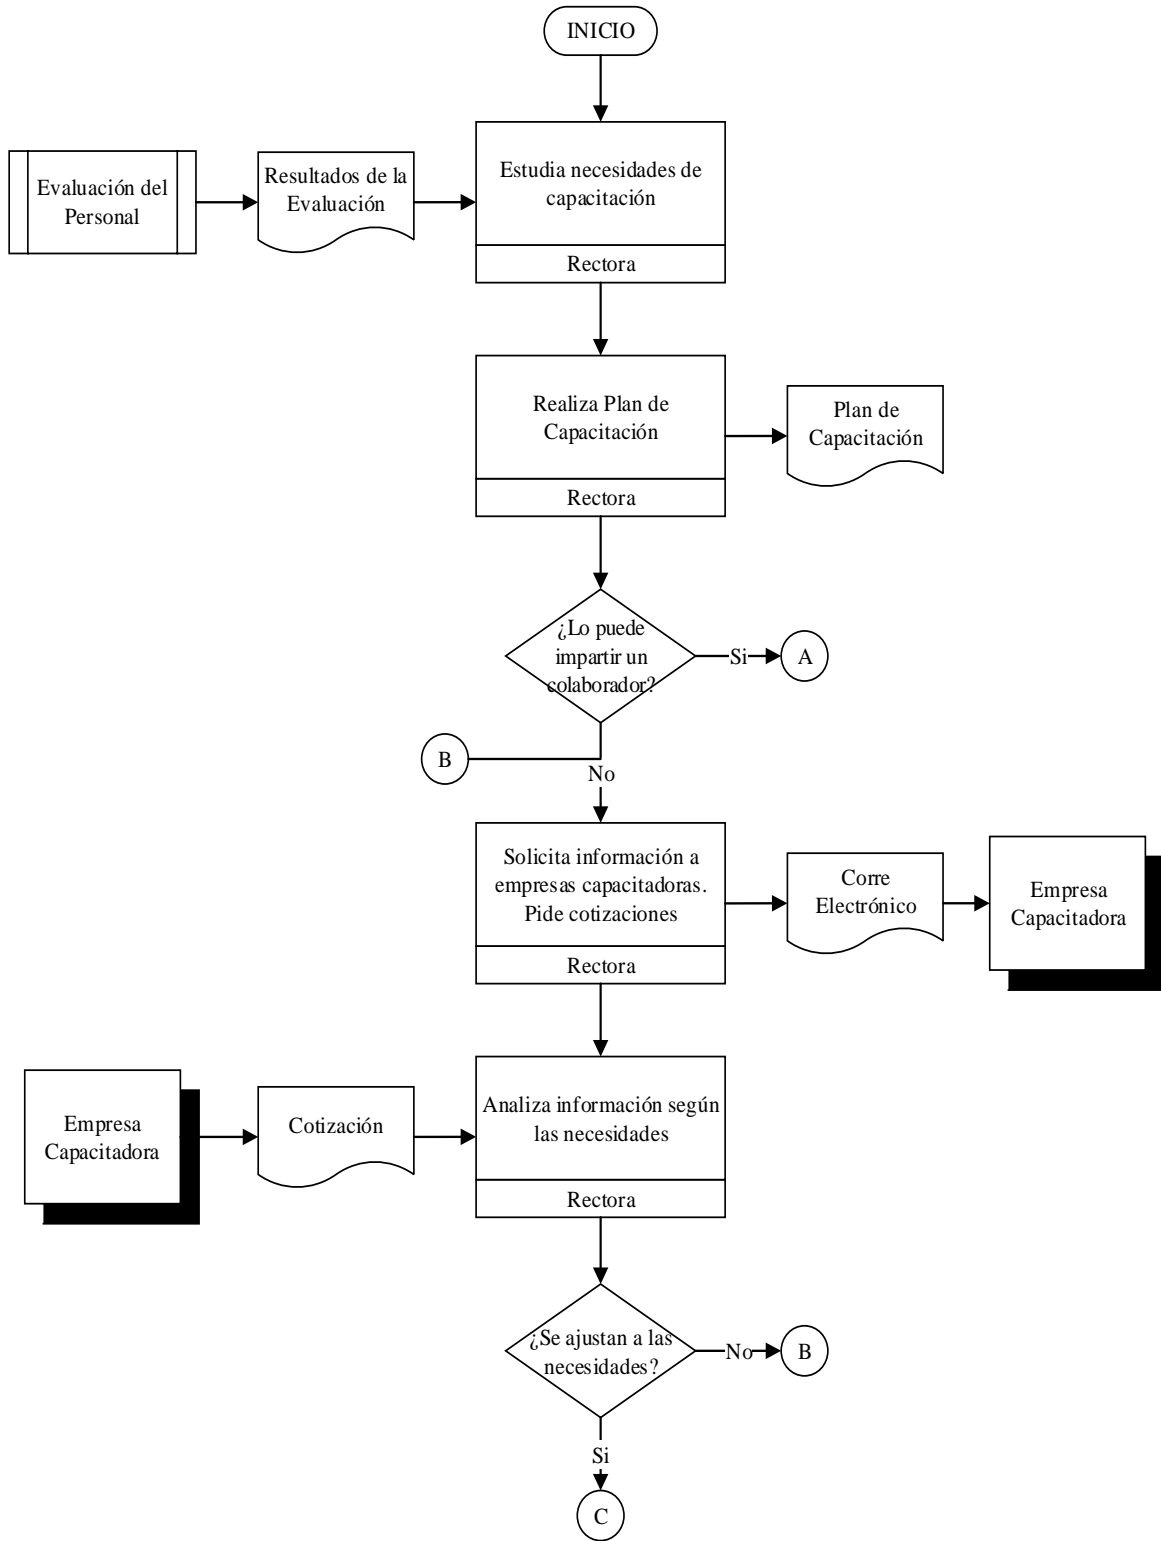 INICIO
Evaluación del
Personal
Resultados de la
Evaluación
Estudia necesidades de
capacitación
Rectora
Realiza Plan de
Capacitación
Rectora
Plan de
Capacitación
¿Lo puede
impartir un
colaborador?
Si
A
B
No
Solicita información a
empresas capacitadoras.
Pide cotizaciones
Rectora
Corre
Electrónico
Empresa
Capacitadora
Empresa
Capacitadora
Cotización
Analiza información según
las necesidades
Rectora
¿Se ajustan a las
necesidades?
No
B
Si
C